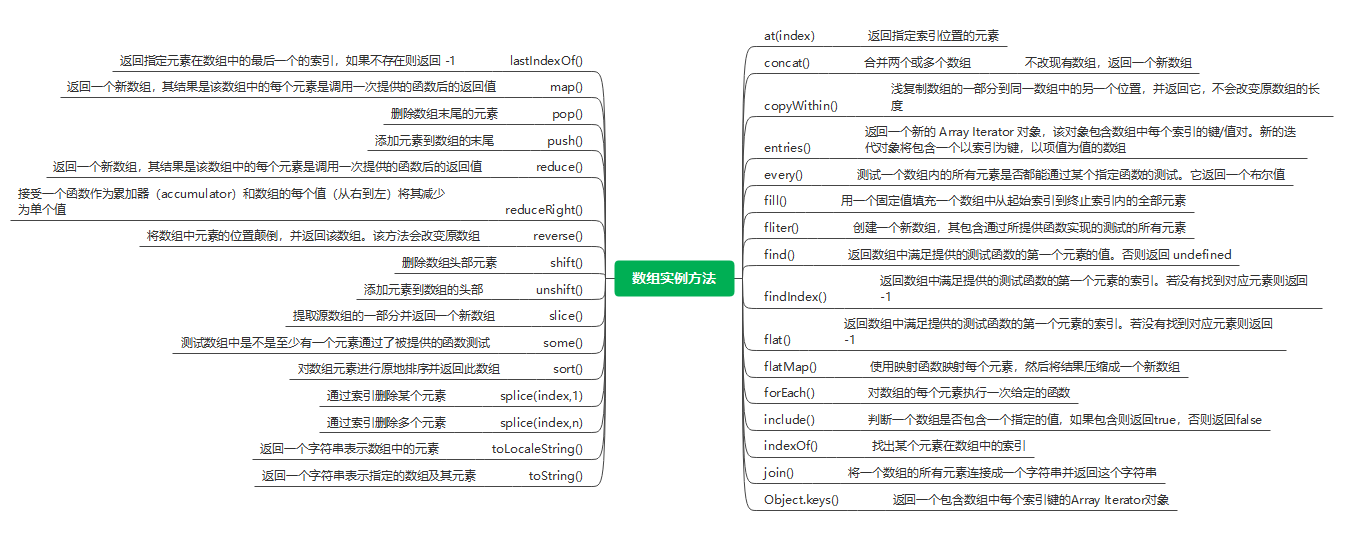 数组实例方法
返回指定元素在数组中的最后一个的索引，如果不存在则返回 -1 lastIndexOf()
返回一个新数组，其结果是该数组中的每个元素是调用一次提供的函数后的返回值 map()
删除数组末尾的元素 pop()
添加元素到数组的末尾 push()
返回一个新数组，其结果是该数组中的每个元素是调用一次提供的函数后的返回值 reduce()
接受一个函数作为累加器（accumulator）和数组的每个值（从右到左）将其减少
为单个值 reduceRight()
将数组中元素的位置颠倒，并返回该数组。该方法会改变原数组 reverse()
删除数组头部元素 shift()
添加元素到数组的头部 unshift()
提取源数组的一部分并返回一个新数组 slice()
测试数组中是不是至少有一个元素通过了被提供的函数测试 some()
对数组元素进行原地排序并返回此数组 sort()
通过索引删除某个元素 splice(index,1)
通过索引删除多个元素 splice(index,n)
返回一个字符串表示数组中的元素 toLocaleString()
返回一个字符串表示指定的数组及其元素 toString()
at(index) 返回指定索引位置的元素
concat() 合并两个或多个数组 不改现有数组，返回一个新数组
浅复制数组的一部分到同一数组中的另一个位置，并返回它，不会改变原数组的长
copyWithin() 度
返回一个新的 Array Iterator 对象，该对象包含数组中每个索引的键/值对。新的迭
entries() 代对象将包含一个以索引为键，以项值为值的数组
every() 测试一个数组内的所有元素是否都能通过某个指定函数的测试。它返回一个布尔值
fill() 用一个固定值填充一个数组中从起始索引到终止索引内的全部元素
fliter() 创建一个新数组，其包含通过所提供函数实现的测试的所有元素
find() 返回数组中满足提供的测试函数的第一个元素的值。否则返回 undefined
返回数组中满足提供的测试函数的第一个元素的索引。若没有找到对应元素则返回
findIndex() -1
返回数组中满足提供的测试函数的第一个元素的索引。若没有找到对应元素则返回
flat() -1
flatMap() 使用映射函数映射每个元素，然后将结果压缩成一个新数组
forEach() 对数组的每个元素执行一次给定的函数
include() 判断一个数组是否包含一个指定的值，如果包含则返回true，否则返回false
indexOf() 找出某个元素在数组中的索引
join() 将一个数组的所有元素连接成一个字符串并返回这个字符串
Object.keys() 返回一个包含数组中每个索引键的Array Iterator对象